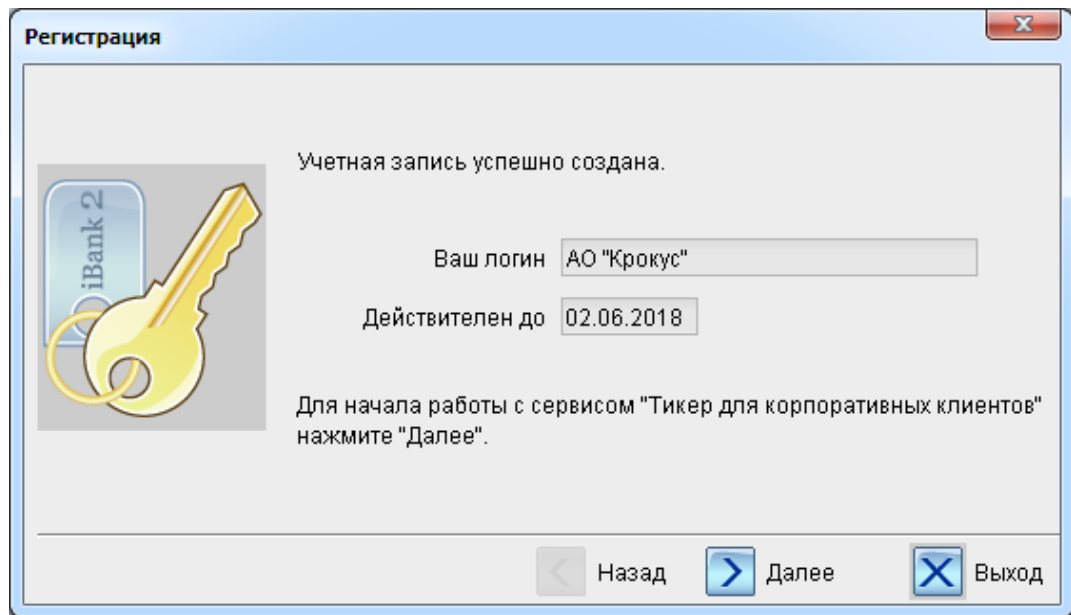 Регистрация
Учетная запись успешно создана.
iBank 2
Ваш логин АО "Крокус"
Действителен до 02.06.2018
Для начала работы с сервисом "Тикер для корпоративных клиентов"
нажмите "Далее".
Назад Далее Выход